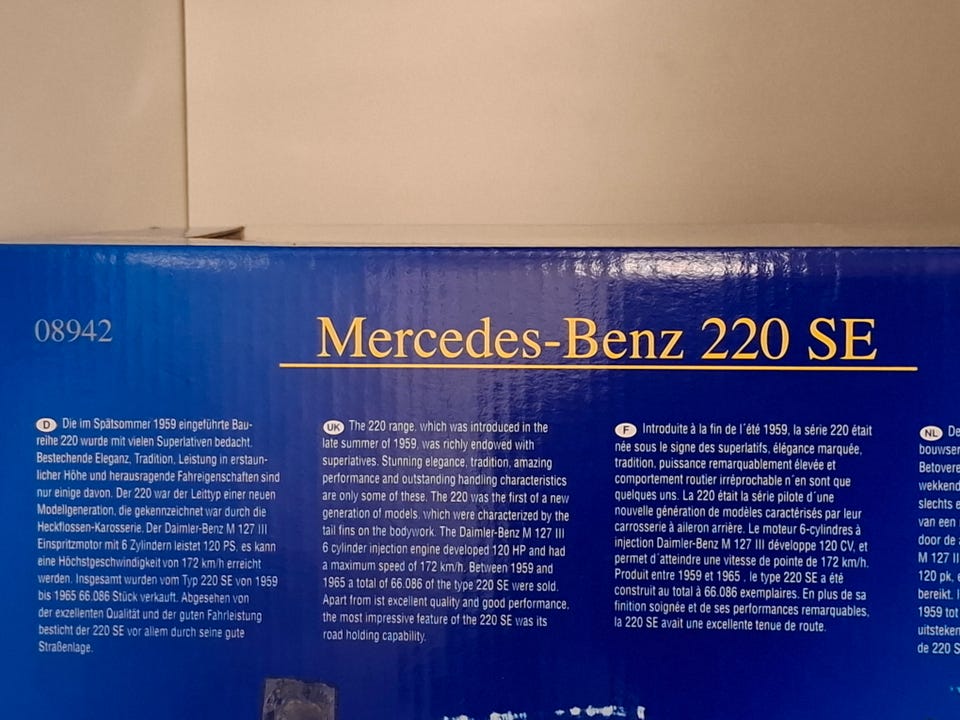 08942
Mercedes-Benz 220 SE
D Die im Spätsommer 1959 eingeführte Bau-
reihe 220 wurde mit vielen Superlativen bedacht.
Bestechende Eleganz, Tradition, Leistung in erstaun-
licher Höhe und herausragende Fahreigenschaften sind
nur einige davon. Der 220 war der Leittyp einer neuen
Modellgeneration, die gekennzeichnet war durch die
Heckflossen-Karosserie. Der Daimler-Benz M 127 III
Einspritzmotor mit 6 Zylindern leistet 120 PS, es kann
eine Höchstgeschwindigkeit von 172 km/h erreicht
werden. Insgesamt wurden vom Typ 220 SE von 1959
bis 1965 66.086 Stück verkauft. Abgesehen von
der exzellenten Qualität und der guten Fahrleistung
besticht der 220 SE vor allem durch seine gute
Straßenlage.
UK The 220 range, which was introduced in the
late summer of 1959, was richly endowed with
superlatives. Stunning elegance, tradition, amazing
performance and outstanding handling characteristics
are only some of these. The 220 was the first of a new
generation of models, which were characterized by the
tail fins on the bodywork. The Daimler-Benz M 127 III
6 cylinder injection engine developed 120 HP and had
a maximum speed of 172 km/h. Between 1959 and
1965 a total of 66.086 of the type 220 SE were sold.
Apart from ist excellent quality and good performance,
the most impressive feature of the 220 SE was its
road holding capability.
F Introduite à la fin de l´été 1959, la série 220 était
née sous le signe des superlatifs, élégance marquée,
tradition, puissance remarquablement élevée et
comportement routier irréprochable n´en sont que
quelques uns. La 220 était la série pilote d´une
nouvelle génération de modèles caractérisés par leur
carrosserie à aileron arrière. Le moteur 6-cylindres à
injection Daimler-Benz M 127 III développe 120 CV, et
permet d´atteindre une vitesse de pointe de 172 km/h.
Produit entre 1959 et 1965 , le type 220 SE a été
construit au total à 66.086 exemplaires. En plus de sa
finition soignée et de ses performances remarquables,
la 220 SE avait une excellente tenue de route.
NL De
bouwser
Betovere
wekkend
slechts e
van een
door de
M 127 II
120 pk, e
bereikt. I
1959 tot
uitsteken
de 220 S